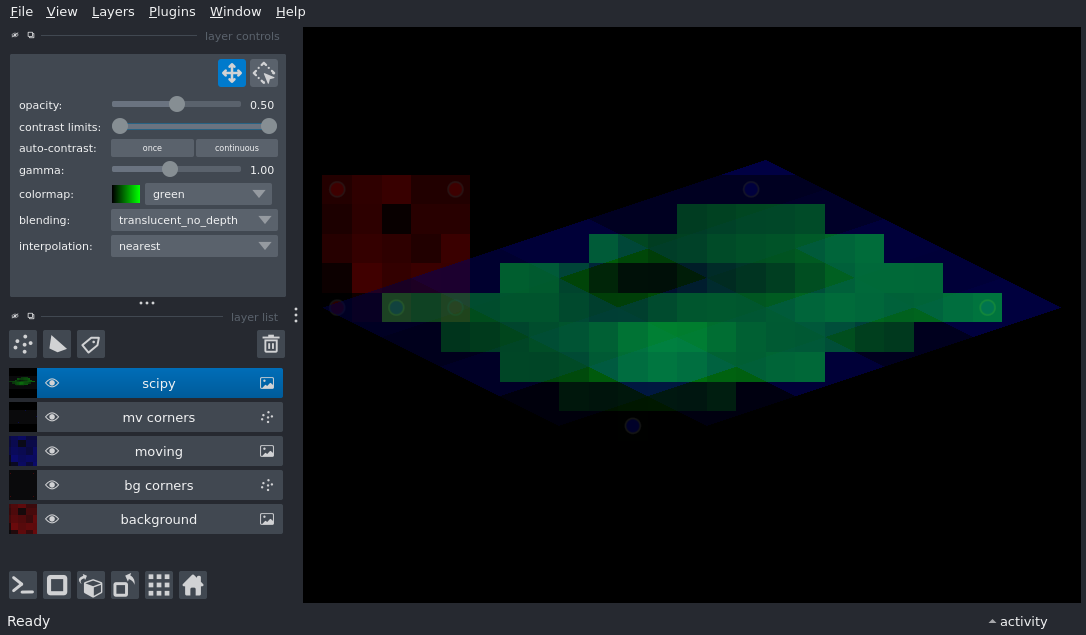 File View Layers Plugins Window Help
layer controls
opacity: 0.50
contrast limits:
auto-contrast: once continuous
gamma: 1.00
colormap: green
blending: translucent_no_depth
interpolation: nearest
layer list
scipy
mv corners
moving
bg corners
background
Ready activity